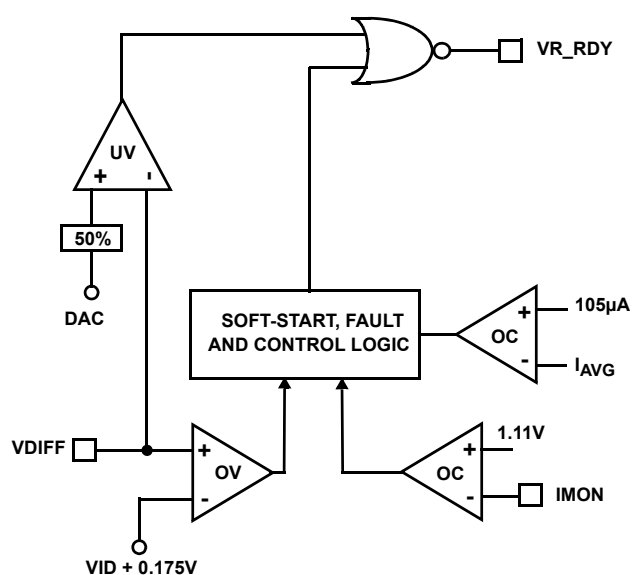 VR_RDY
UV
+ -
50%
DAC
SOFT-START, FAULT
AND CONTROL LOGIC
+
105µA
OC
-
IAVG
VDIFF
+
OV
-
VID + 0.175V
1.11V
+
OC
-
IMON